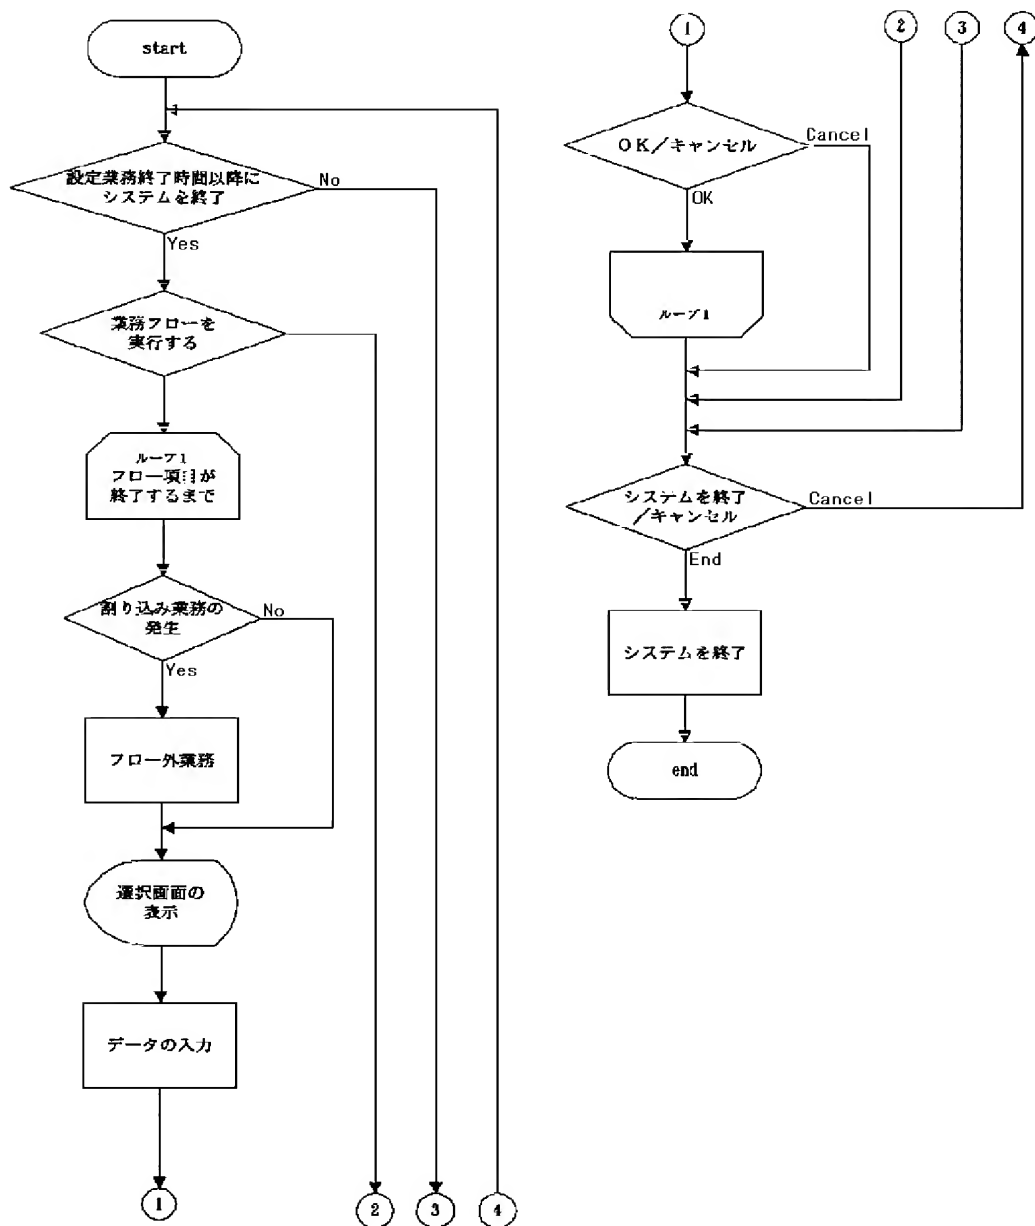 start
設定業務終了時間以降に
システムを終了
No
Yes
業務フローを
実行する
ループ1
フロー項目が
終了するまで
割り込み業務の
発生
No
Yes
フロー外業務
選択画面の
表示
データの入力
1
2
3
4
1
2
3
4
OK/キャンセル
Cancel
OK
ループ1
システムを終了
/キャンセル
Cancel
End
システムを終了
end